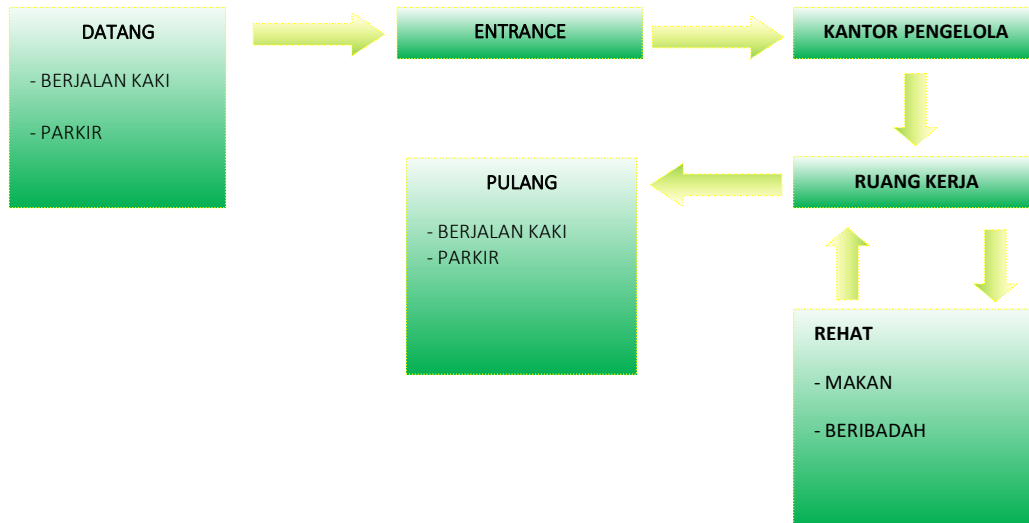 DATANG
- BERJALAN KAKI
- PARKIR
ENTRANCE
KANTOR PENGELOLA
RUANG KERJA
PULANG
- BERJALAN KAKI
- PARKIR
REHAT
- MAKAN
- BERIBADAH